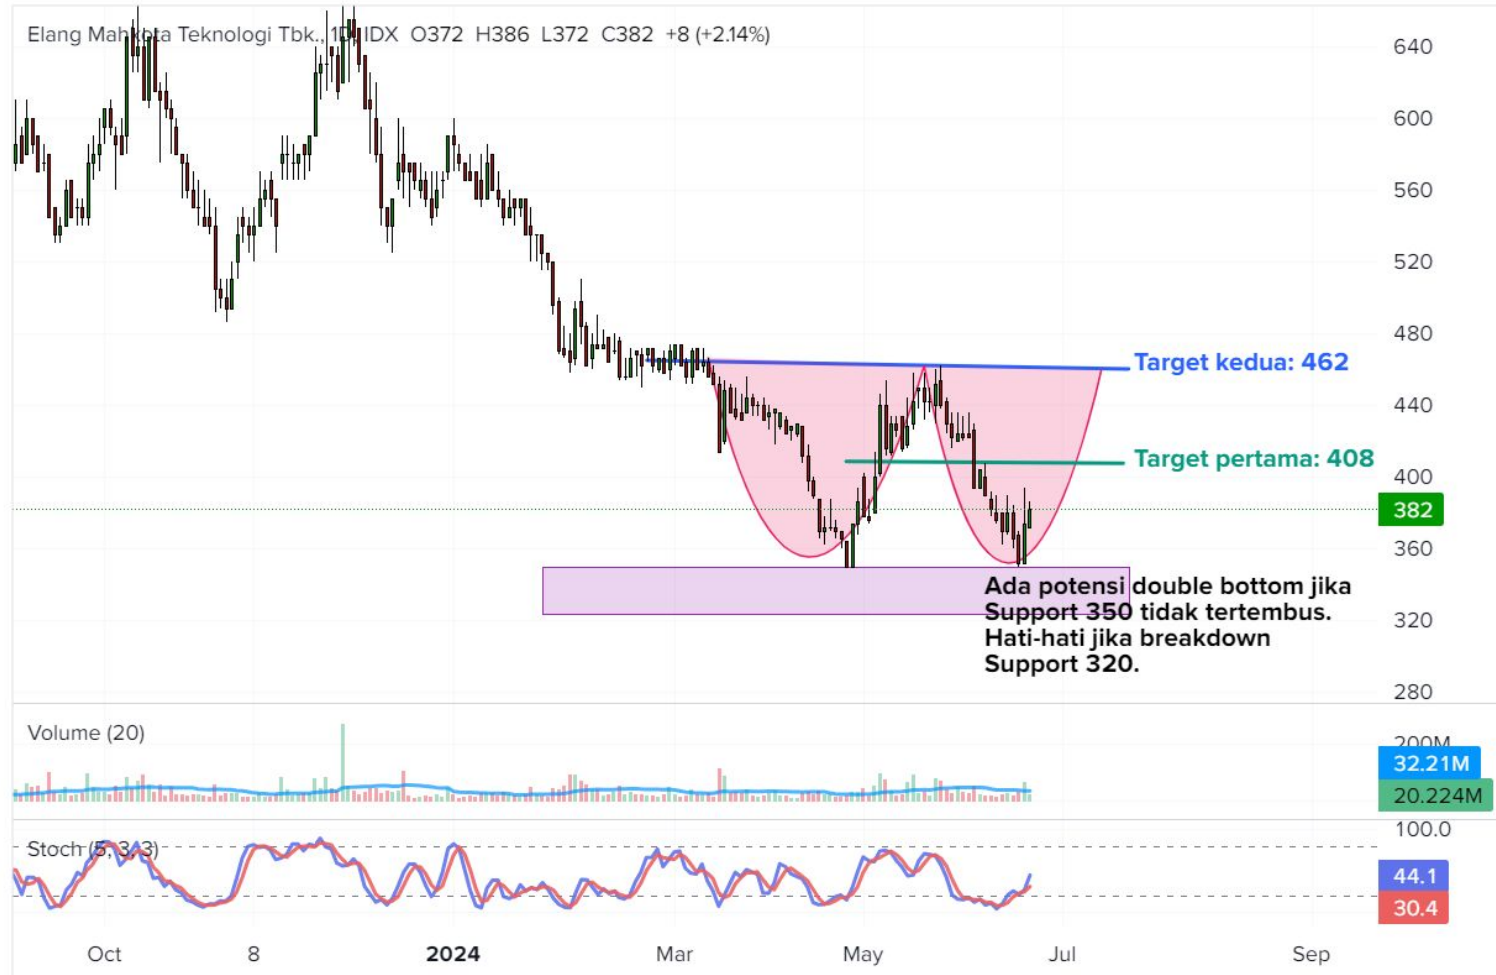 Elang Mahkota Teknologi Tbk., 1D, IDX O372 H386 L372 C382 +8 (+2.14%)
640
600
560
520
480
Target kedua: 462
440
Target pertama: 408
400
382
360
Ada potensi double bottom jika
Support 350 tidak tertembus.
Hati-hati jika breakdown
Support 320.
320
280
Volume (20)
200M
32.21M
20.224M
100.0
Stoch (5, 3, 3)
44.1
30.4
Oct 8 2024 Mar May Jul Sep